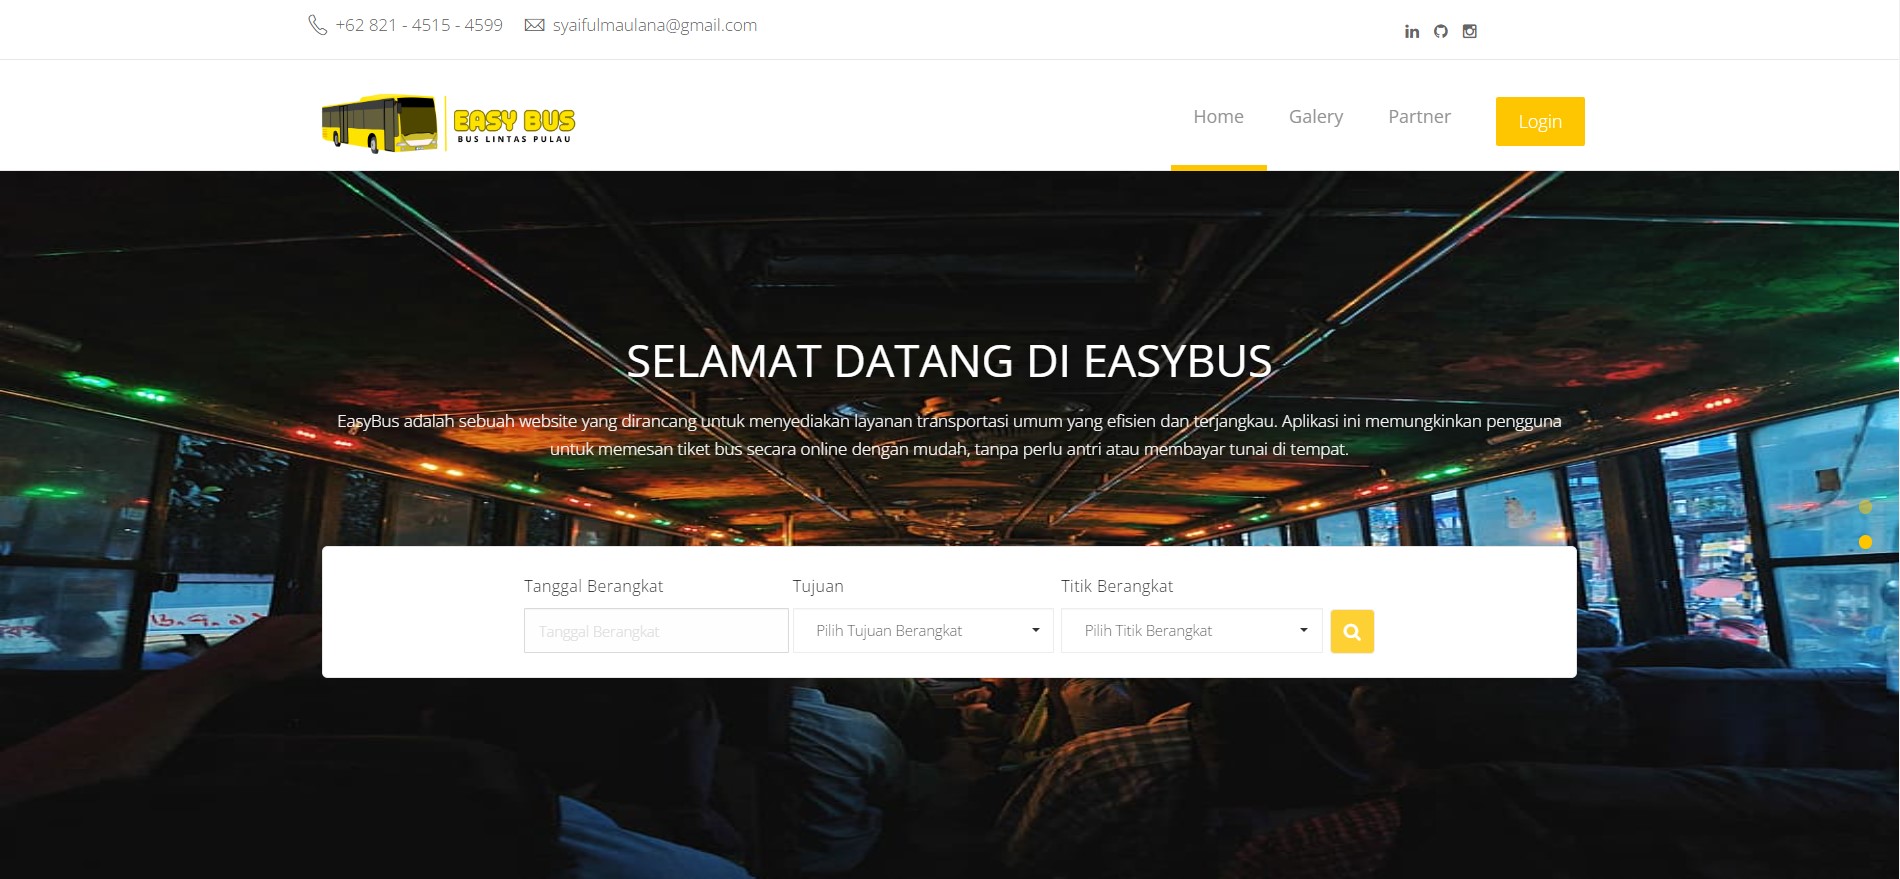 +62 821 - 4515 - 4599 syaifulmaulana@gmail.com
EASY BUS
BUS LINTAS PULAU
Home Galery Partner Login
SELAMAT DATANG DI EASYBUS
EasyBus adalah sebuah website yang dirancang untuk menyediakan layanan transportasi umum yang efisien dan terjangkau. Aplikasi ini memungkinkan pengguna
untuk memesan tiket bus secara online dengan mudah, tanpa perlu antri atau membayar tunai di tempat.
Tanggal Berangkat Tujuan Titik Berangkat
Tanggal Berangkat Pilih Tujuan Berangkat Pilih Titik Berangkat